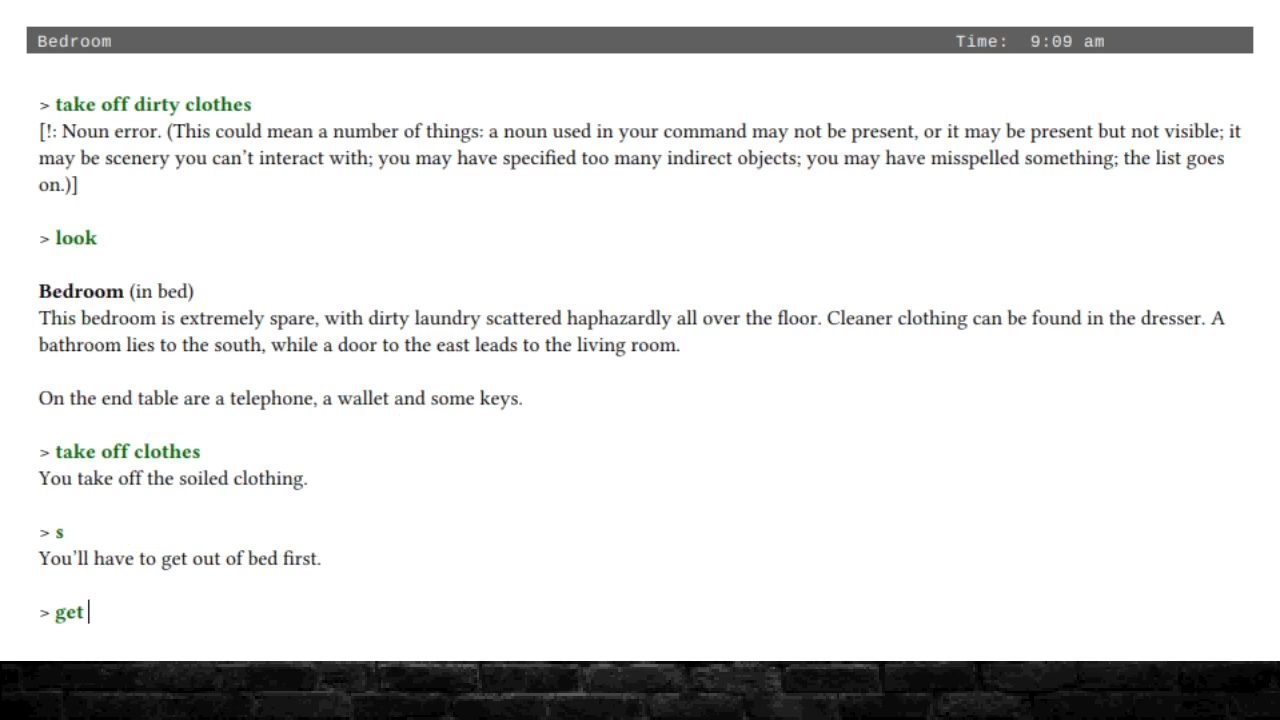 Bedroom Time: 9:09 am
> take off dirty clothes
[!: Noun error. (This could mean a number of things: a noun used in your command may not be present, or it may be present but not visible; it
may be scenery you can't interact with; you may have specified too many indirect objects; you may have misspelled something; the list goes
on.)]
> look
Bedroom (in bed)
This bedroom is extremely spare, with dirty laundry scattered haphazardly all over the floor. Cleaner clothing can be found in the dresser. A
bathroom lies to the south, while a door to the east leads to the living room.
On the end table are a telephone, a wallet and some keys.
> take off clothes
You take off the soiled clothing.
> s
You'll have to get out of bed first.
> get